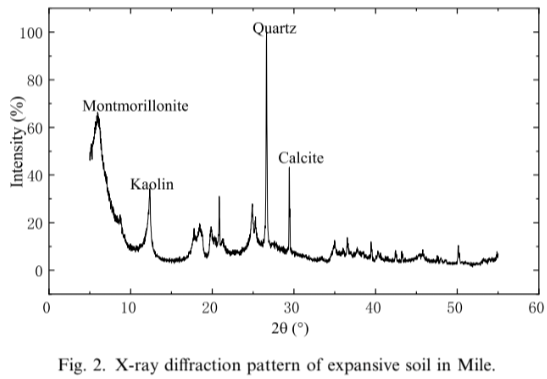 100
Quartz
80
Montmorillonite
60
Calcite
40
Kaolin
20
0
Intensity (%)
0 10 20 30 40 50 60
2θ (°)
Fig. 2. X-ray diffraction pattern of expansive soil in Mile.